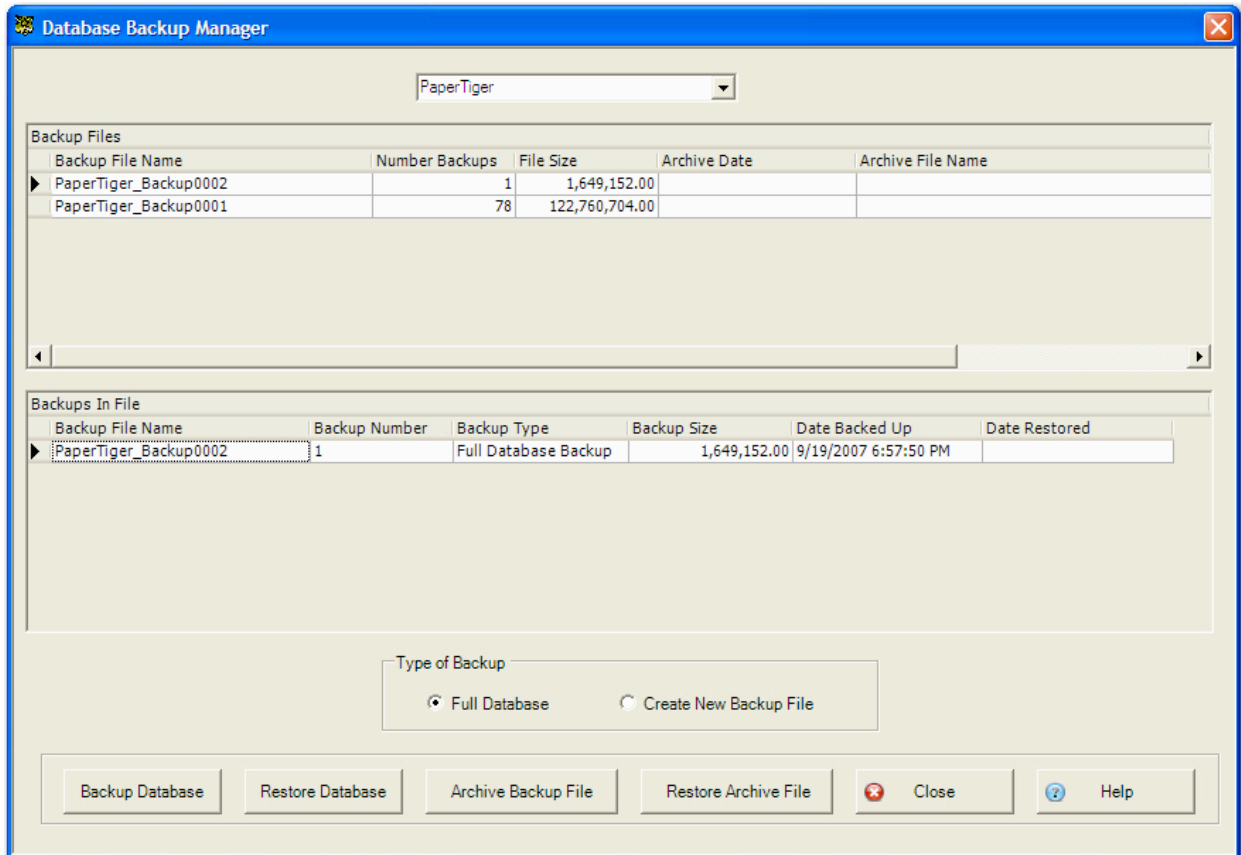 Database Backup Manager
PaperTiger
Backup Files
Backup File Name Number Backups File Size Archive Date Archive File Name
PaperTiger_Backup0002 1 1,649,152.00
PaperTiger_Backup0001 78 122,760,704.00
Backups In File
Backup File Name Backup Number Backup Type Backup Size Date Backed Up Date Restored
PaperTiger_Backup0002 1 Full Database Backup 1,649,152.00 9/19/2007 6:57:50 PM
Type of Backup
Full Database Create New Backup File
Backup Database Restore Database Archive Backup File Restore Archive File Close Help